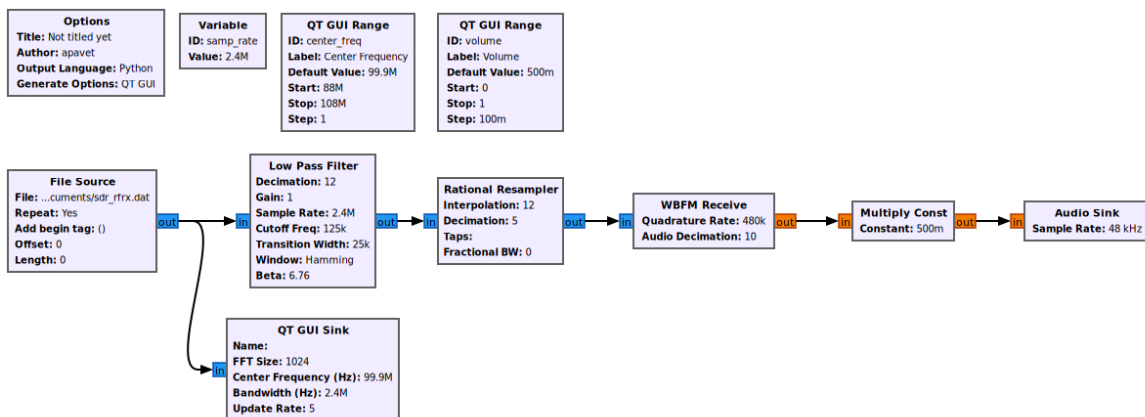 Options
Title: Not titled yet
Author: apavet
Output Language: Python
Generate Options: QT GUI
Variable
ID: samp_rate
Value: 2.4M
QT GUI Range
ID: center_freq
Label: Center Frequency
Default Value: 99.9M
Start: 88M
Stop: 108M
Step: 1
QT GUI Range
ID: volume
Label: Volume
Default Value: 500m
Start: 0
Stop: 1
Step: 100m
File Source
File: ...cuments/sdr_rfrx.dat
Repeat: Yes
Add begin tag: ()
Offset: 0
Length: 0
out
in
Low Pass Filter
Decimation: 12
Gain: 1
Sample Rate: 2.4M
Cutoff Freq: 125k
Transition Width: 25k
Window: Hamming
Beta: 6.76
out
in
Rational Resampler
Interpolation: 12
Decimation: 5
Taps:
Fractional BW: 0
out
in
WBFM Receive
Quadrature Rate: 480k
Audio Decimation: 10
out
in
Multiply Const
Constant: 500m
out
in
Audio Sink
Sample Rate: 48 kHz
in
QT GUI Sink
Name:
FFT Size: 1024
Center Frequency (Hz): 99.9M
Bandwidth (Hz): 2.4M
Update Rate: 5